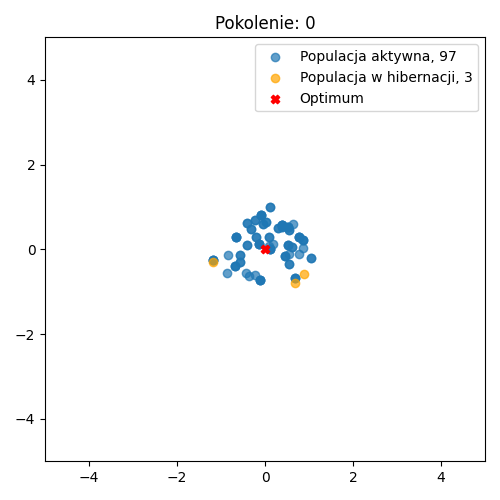 Pokolenie: 0
Populacja aktywna, 97
Populacja w hibernacji, 3
Optimum
4
2
0
−2
−4
−4
−2
0
2
4